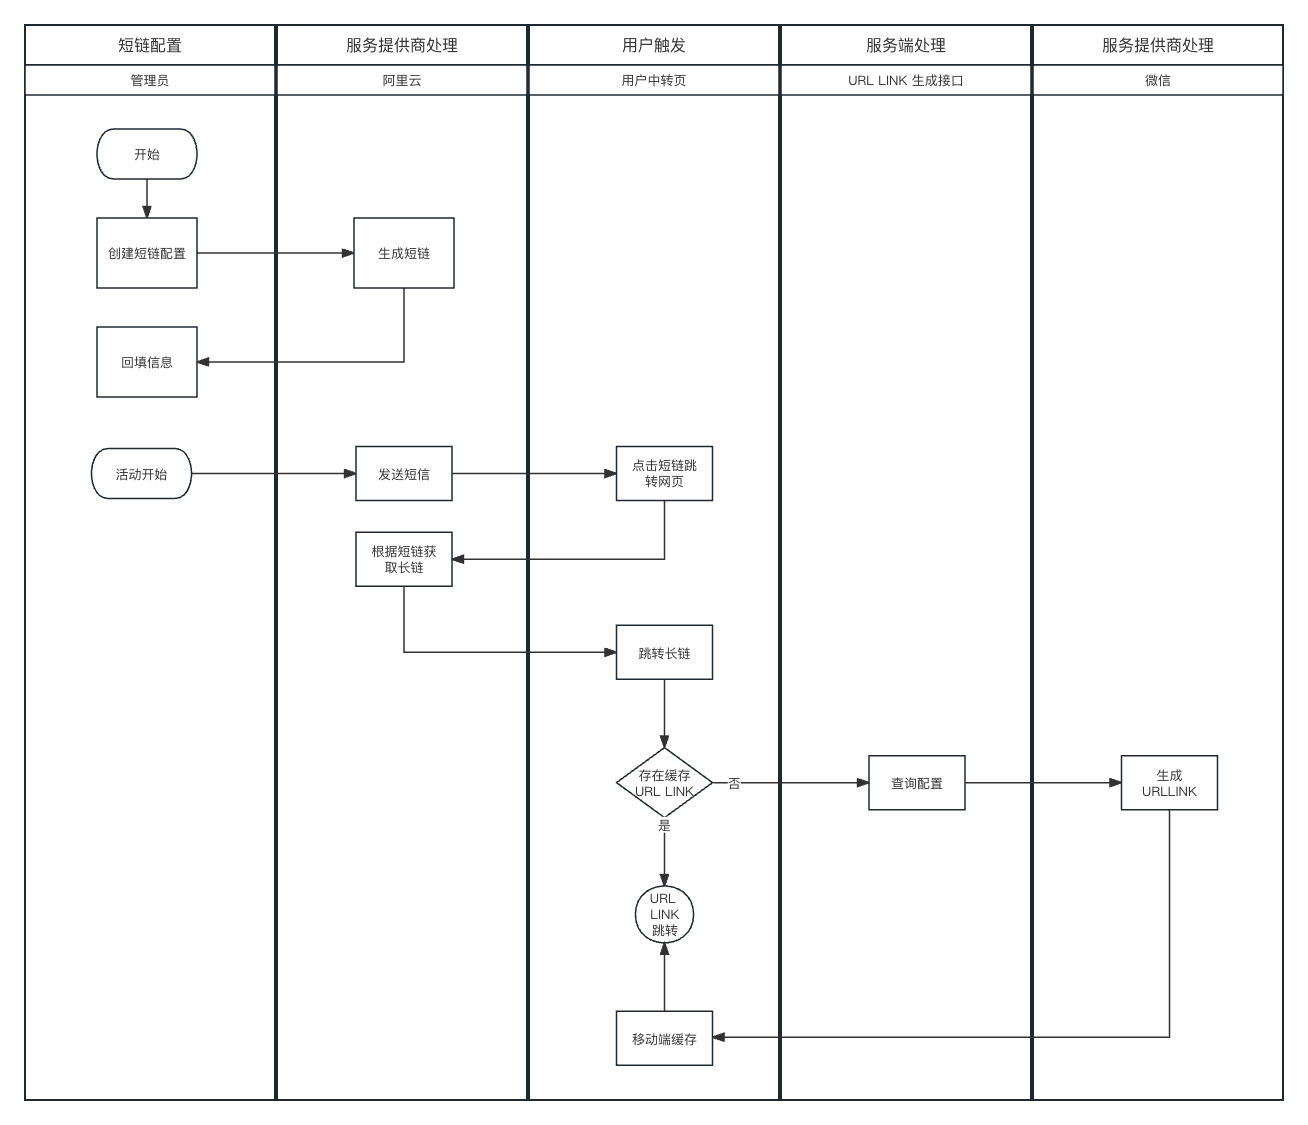 短链配置
服务提供商处理
用户触发
服务端处理
服务提供商处理
管理员
阿里云
用户中转页
URL LINK 生成接口
微信
开始
创建短链配置
生成短链
回填信息
活动开始
发送短信
点击短链跳
转网页
根据短链获
取长链
跳转长链
存在缓存
URL LINK
否
查询配置
生成
URLLINK
是
URL
LINK
跳转
移动端缓存